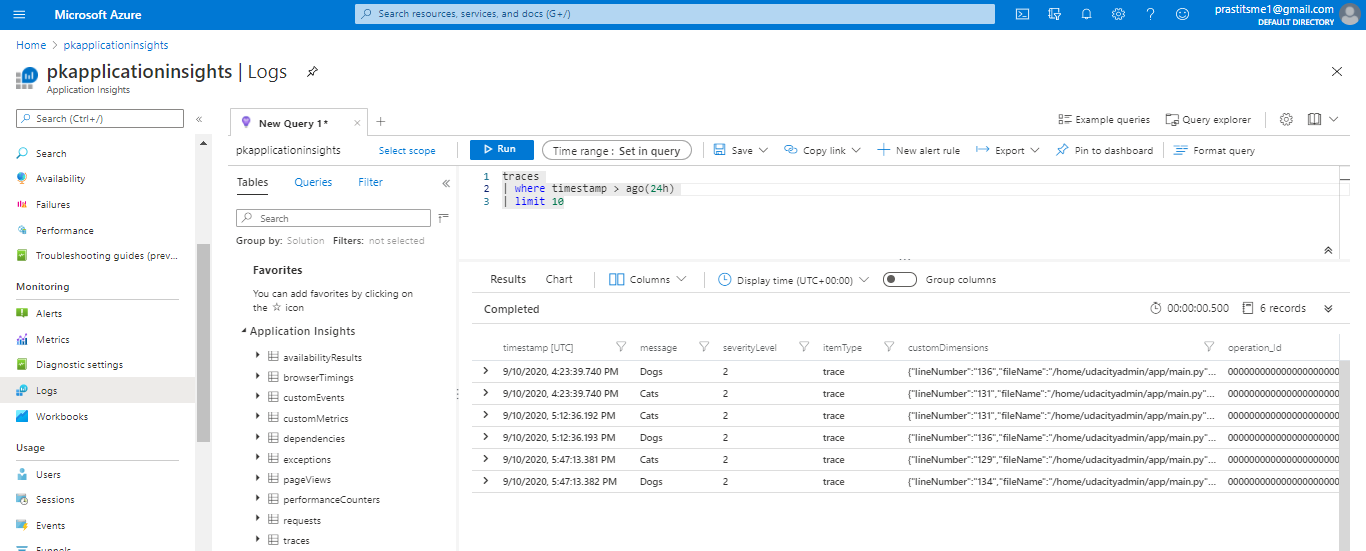 Microsoft Azure
Search resources, services, and docs (G+/)
prastitsme1@gmail.com
DEFAULT DIRECTORY
Home > pkapplicationinsights
pkapplicationinsights | Logs
Application Insights
Search (Ctrl+/)
«
Search
Availability
Failures
Performance
Troubleshooting guides (prev...
Monitoring
Alerts
Metrics
Diagnostic settings
Logs
Workbooks
Usage
Users
Sessions
Events
Funnels
New Query 1*
Example queries
Query explorer
pkapplicationinsights
Select scope
Run
Time range : Set in query
Save
Copy link
New alert rule
Export
Pin to dashboard
Format query
Tables
Queries
Filter
«
Search
Group by: Solution Filters: not selected
Favorites
You can add favorites by clicking on
the ☆ icon
Application Insights
availabilityResults
browserTimings
customEvents
customMetrics
dependencies
exceptions
pageViews
performanceCounters
requests
traces
1 traces
2 | where timestamp > ago(24h)
3 | limit 10
...
Results
Chart
Columns
Display time (UTC+00:00)
Group columns
Completed
00:00:00.500
6 records
timestamp [UTC] message severityLevel itemType customDimensions operation_Id
9/10/2020, 4:23:39.740 PM Dogs 2 trace {"lineNumber":"136","fileName":"/home/udacityadmin/app/main.py"... 0000000000000000000000
9/10/2020, 4:23:39.740 PM Cats 2 trace {"lineNumber":"131","fileName":"/home/udacityadmin/app/main.py"... 0000000000000000000000
9/10/2020, 5:12:36.192 PM Cats 2 trace {"lineNumber":"131","fileName":"/home/udacityadmin/app/main.py"... 0000000000000000000000
9/10/2020, 5:12:36.193 PM Dogs 2 trace {"lineNumber":"136","fileName":"/home/udacityadmin/app/main.py"... 0000000000000000000000
9/10/2020, 5:47:13.381 PM Cats 2 trace {"lineNumber":"129","fileName":"/home/udacityadmin/app/main.py"... 0000000000000000000000
9/10/2020, 5:47:13.382 PM Dogs 2 trace {"lineNumber":"134","fileName":"/home/udacityadmin/app/main.py"... 0000000000000000000000